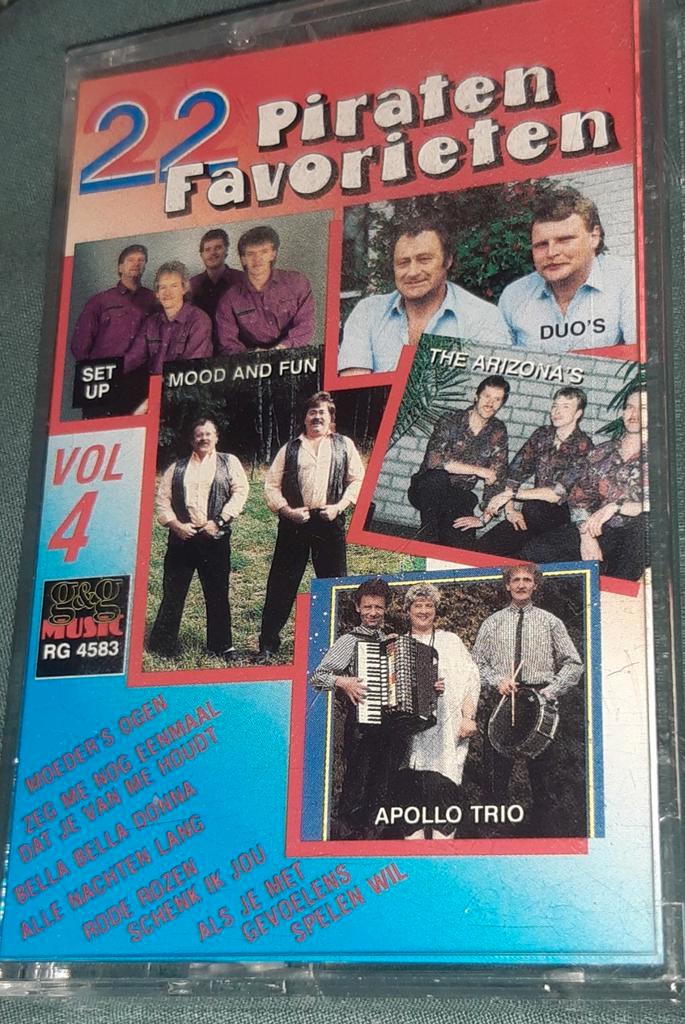 22 Piraten
Favorieten
DUO'S
SET
UP
MOOD AND FUN
THE ARIZONA'S
VOL
4
g&g
MUSIC
RG 4583
APOLLO TRIO
MOEDER'S OGEN
ZEG ME NOG EENMAAL
DAT JE VAN ME HOUDT
BELLA BELLA DONNA
ALLE NACHTEN LANG
RODE ROZEN
SCHENK IK JOU
ALS JE MET
GEVOELENS
SPELEN WIL